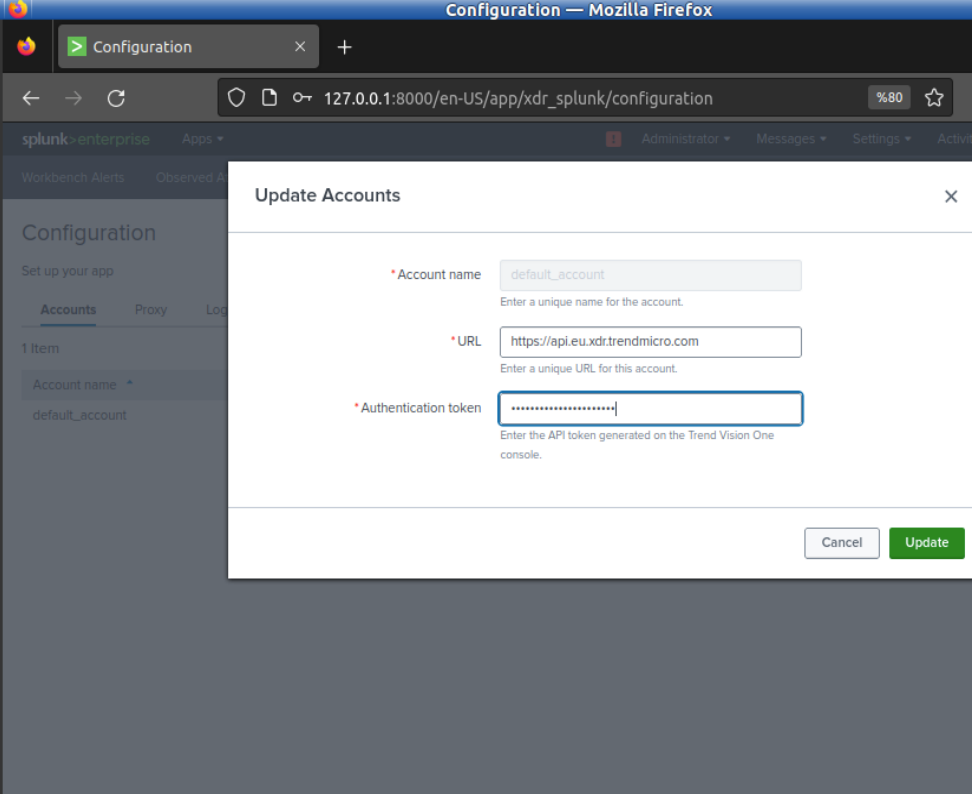 Configuration — Mozilla Firefox
Configuration
127.0.0.1:8000/en-US/app/xdr_splunk/configuration
%80
splunk>enterprise Apps Administrator Messages Settings
Workbench Alerts Observed
Update Accounts
Configuration
Set up your app
Accounts Proxy
1 Item
Account name
default_account
*Account name default_account
Enter a unique name for the account.
*URL https://api.eu.xdr.trendmicro.com
Enter a unique URL for this account.
*Authentication token ••••••••••••••••••••••
Enter the API token generated on the Trend Vision One
console.
Cancel Update